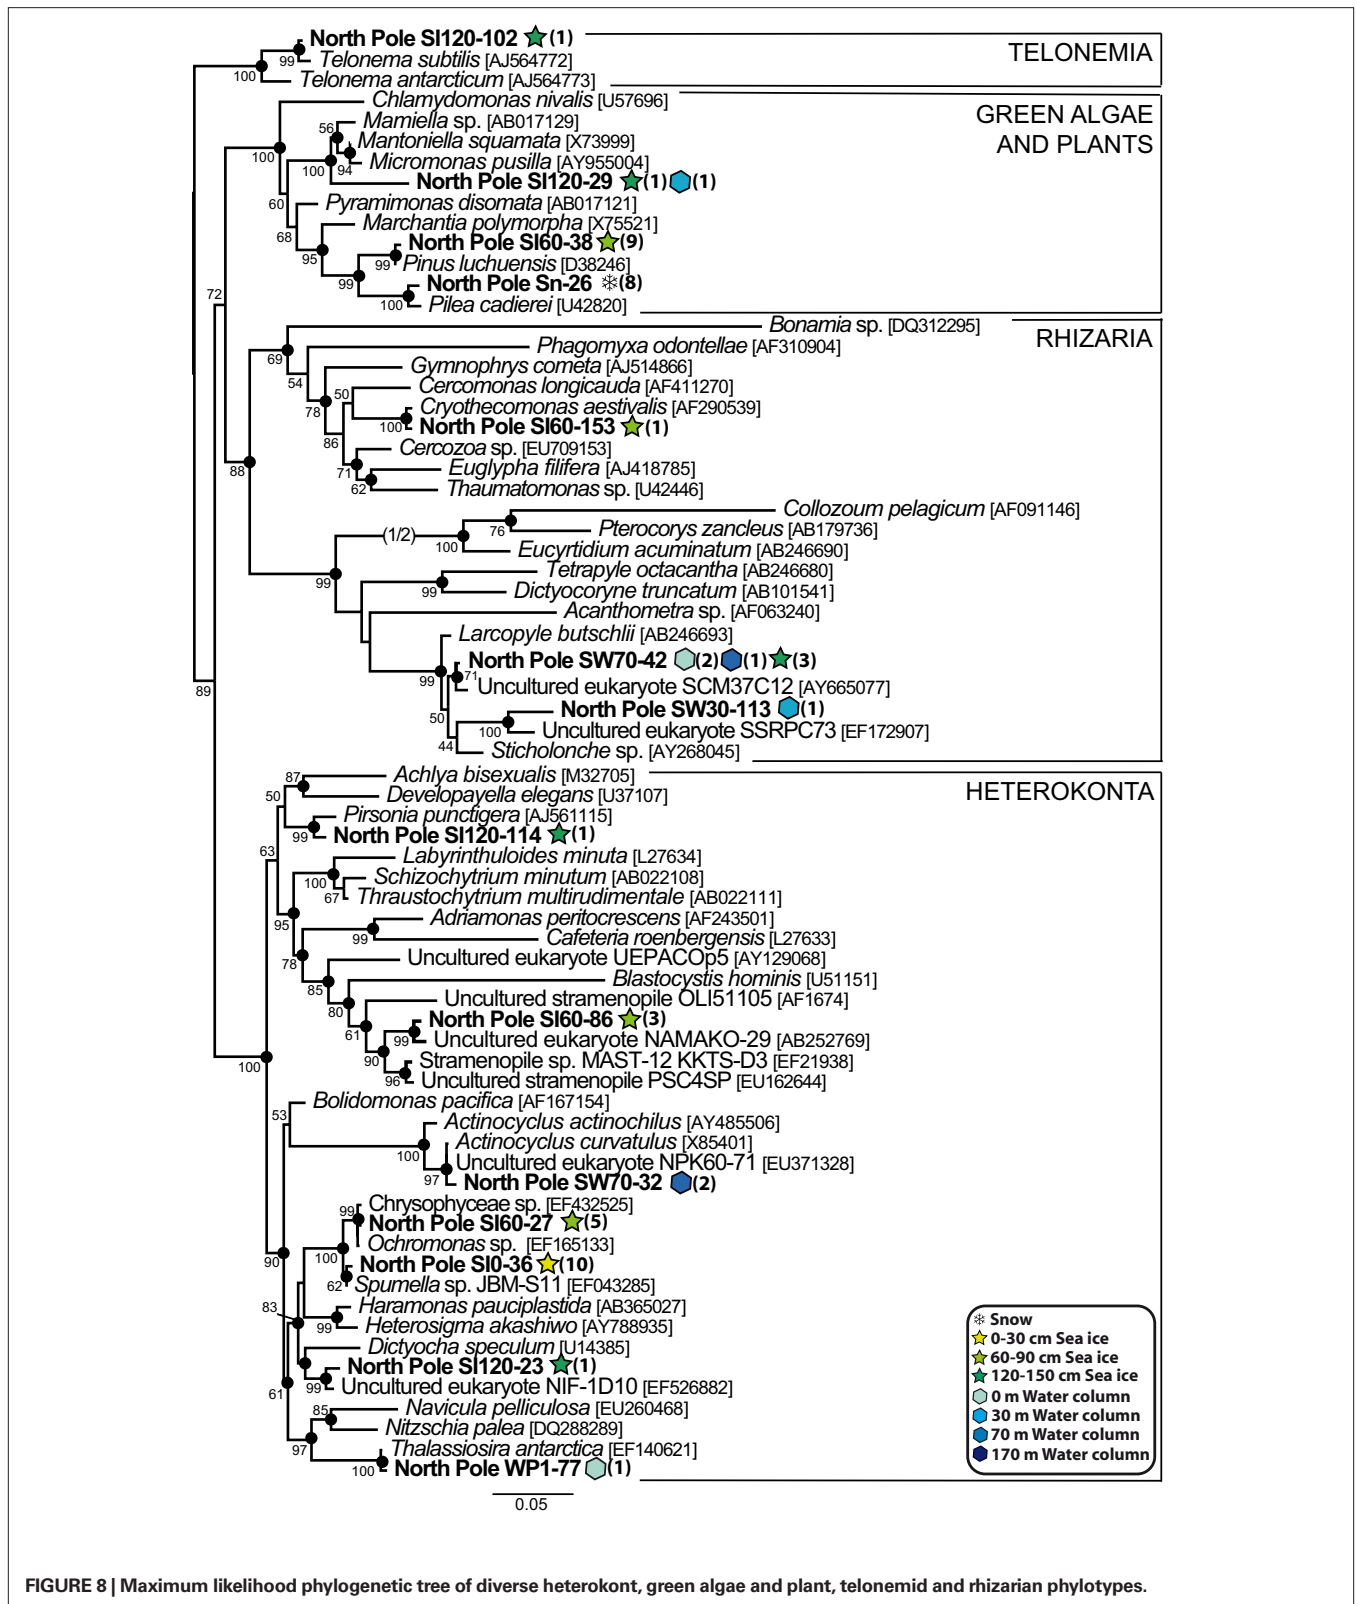 North Pole SI120-102 (1)
TELONEMIA
Telonema subtilis [AJ564772]
99
Telonema antarcticum [AJ564773]
100
Chlamydomonas nivalis [U57696]
GREEN ALGAE
AND PLANTS
Mamiella sp. [AB017129]
56
Mantoniella squamata [X73999]
100
Micromonas pusilla [AY955004]
100 94
North Pole SI120-29 (1) (1)
60
Pyramimonas disomata [AB017121]
Marchantia polymorpha [X75521]
68
North Pole SI60-38 (9)
95
Pinus luchuensis [D38246]
99
North Pole Sn-26 (8)
99
Pilea cadierei [U42820]
100
72
Bonamia sp. [DQ312295]
RHIZARIA
Phagomyxa odontellae [AF310904]
69
Gymnophrys cometa [AJ514866]
54
Cercomonas longicauda [AF411270]
50
Cryothecomonas aestivalis [AF290539]
78
North Pole SI60-153 (1)
100
86
Cercozoa sp. [EU709153]
88
Euglypha filifera [AJ418785]
71
Thaumatomonas sp. [U42446]
62
Collozoum pelagicum [AF091146]
Pterocorys zancleus [AB179736]
76
(1/2)
Eucyrtidium acuminatum [AB246690]
100
Tetrapyle octacantha [AB246680]
99
Dictyocoryne truncatum [AB101541]
99
Acanthometra sp. [AF063240]
Larcopyle butschlii [AB246693]
North Pole SW70-42 (2) (1) (3)
71
99
Uncultured eukaryote SCM37C12 [AY665077]
89
North Pole SW30-113 (1)
50
Uncultured eukaryote SSRPC73 [EF172907]
100
Sticholonche sp. [AY268045]
44
Achlya bisexualis [M32705]
HETEROKONTA
87
Developayella elegans [U37107]
50
Pirsonia punctigera [AJ561115]
North Pole SI120-114 (1)
99
63
Labyrinthuloides minuta [L27634]
Schizochytrium minutum [AB022108]
100
Thraustochytrium multirudimentale [AB022111]
67
Adriamonas peritocrescens [AF243501]
95
Cafeteria roenbergensis [L27633]
99
Uncultured eukaryote UEPACOp5 [AY129068]
78
Blastocystis hominis [U51151]
85
Uncultured stramenopile OLI51105 [AF1674]
80
North Pole SI60-86 (3)
61
Uncultured eukaryote NAMAKO-29 [AB252769]
99
Stramenopile sp. MAST-12 KKTS-D3 [EF21938]
90
Uncultured stramenopile PSC4SP [EU162644]
96
100
Bolidomonas pacifica [AF167154]
53
Actinocyclus actinochilus [AY485506]
Actinocyclus curvatulus [X85401]
100
Uncultured eukaryote NPK60-71 [EU371328]
97
North Pole SW70-32 (2)
Chrysophyceae sp. [EF432525]
99
North Pole SI60-27 (5)
Ochromonas sp. [EF165133]
100
90
North Pole SI0-36 (10)
62
Spumella sp. JBM-S11 [EF043285]
83
Haramonas pauciplastida [AB365027]
99
Heterosigma akashiwo [AY788935]
Dictyocha speculum [U14385]
North Pole SI120-23 (1)
99
Uncultured eukaryote NIF-1D10 [EF526882]
61
Navicula pelliculosa [EU260468]
85
Nitzschia palea [DQ288289]
97
Thalassiosira antarctica [EF140621]
100
North Pole WP1-77 (1)
Snow
0-30 cm Sea ice
60-90 cm Sea ice
120-150 cm Sea ice
0 m Water column
30 m Water column
70 m Water column
170 m Water column
0.05
FIGURE 8 | Maximum likelihood phylogenetic tree of diverse heterokont, green algae and plant, telonemid and rhizarian phylotypes.